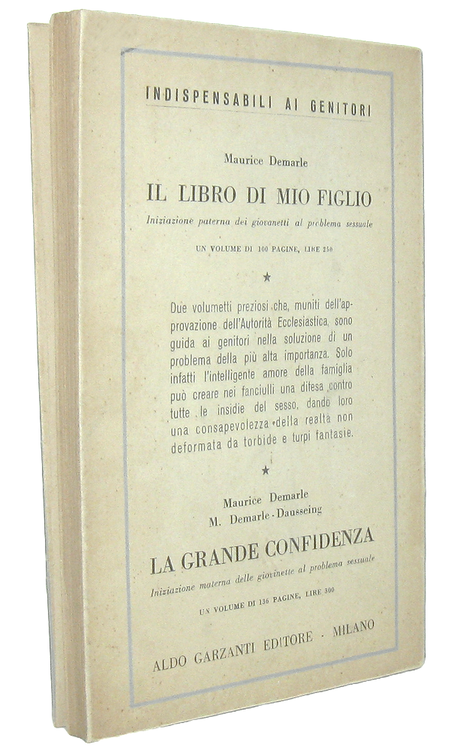 INDISPENSABILI AI GENITORI
Maurice Demarle
IL LIBRO DI MIO FIGLIO
Iniziazione paterna dei giovanetti al problema sessuale
UN VOLUME DI 100 PAGINE, LIRE 250
★
Due volumetti preziosi che, muniti dell'ap-
provazione dell'Autorità Ecclesiastica, sono
guida ai genitori nella soluzione di un
problema della più alta importanza. Solo
infatti l'intelligente amore della famiglia
può creare nei fanciulli una difesa contro
tutte le insidie del sesso, dando loro
una consapevolezza della realtà non
deformata da torbide e turpi fantasie.
★
Maurice Demarle
M. Demarle - Dausseing
LA GRANDE CONFIDENZA
Iniziazione materna delle giovinette al problema sessuale
UN VOLUME DI 136 PAGINE, LIRE 300
ALDO GARZANTI EDITORE · MILANO